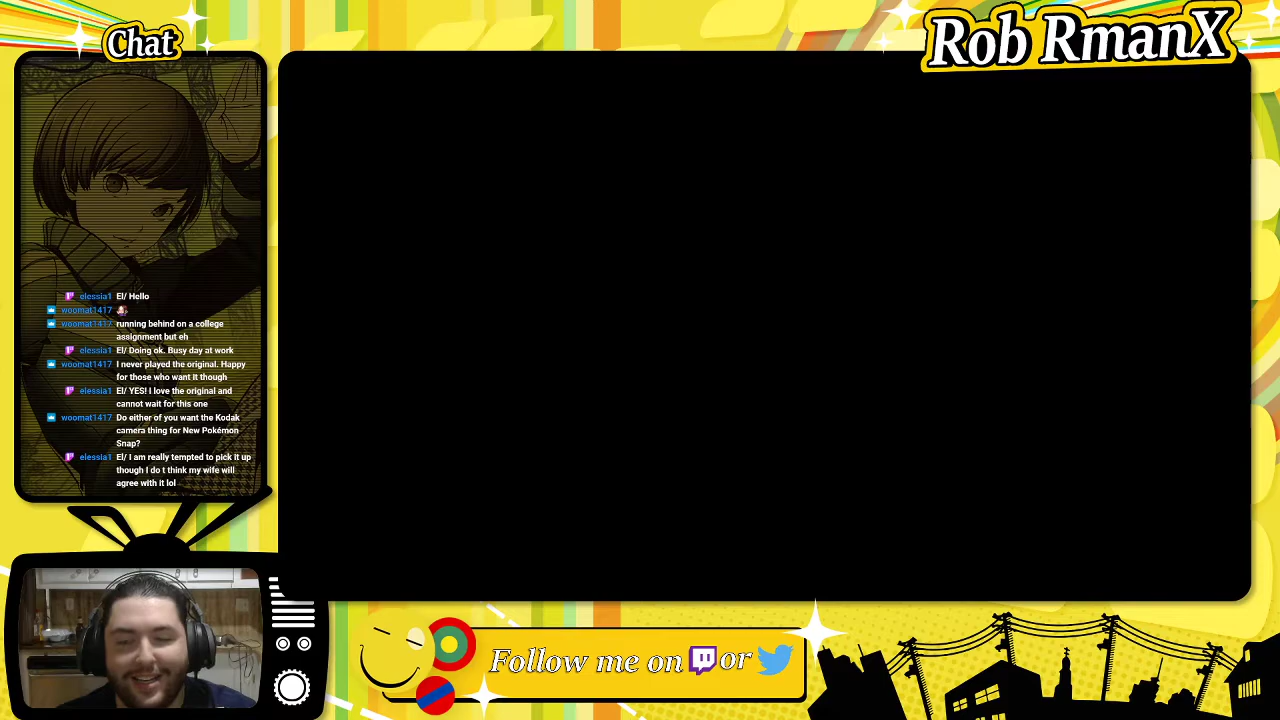 Chat
Rob RmanX
elessia1 El/ Hello
woomat1417
woomat1417 running behind on a college
assignment but eh
elessia1 El/ Doing ok. Busy day at work
woomat1417 I never played the original. Happy
for those who want it though
elessia1 El/ YES! I love the original and
cannot wait for this one
woomat1417 Do either of you want the Kodak
camera thing for New Pokémon
Snap?
elessia1 El/ I am really tempted to pick it up
though I do t think my wife will
agree with it lol
Follow me on or